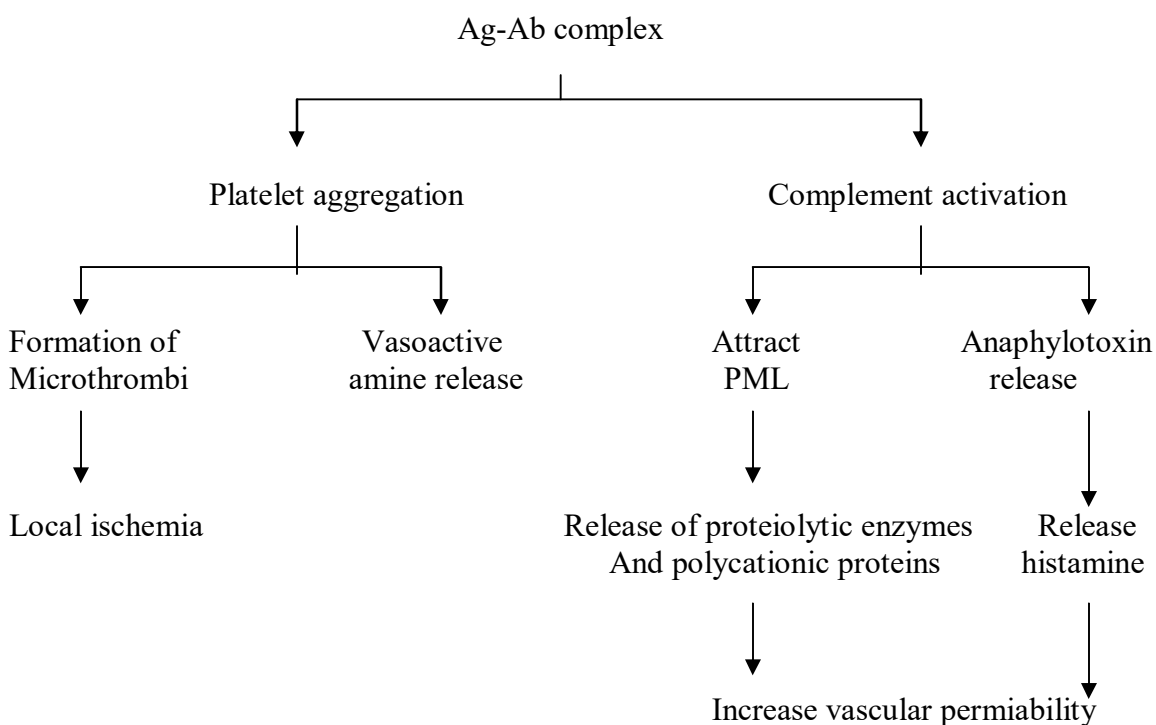 Ag-Ab complex
Platelet aggregation
Complement activation
Formation of
Microthrombi
Vasoactive
amine release
Attract
PML
Anaphylotoxin
release
Local ischemia
Release of proteiolytic enzymes
And polycationic proteins
Release
histamine
Increase vascular permiability